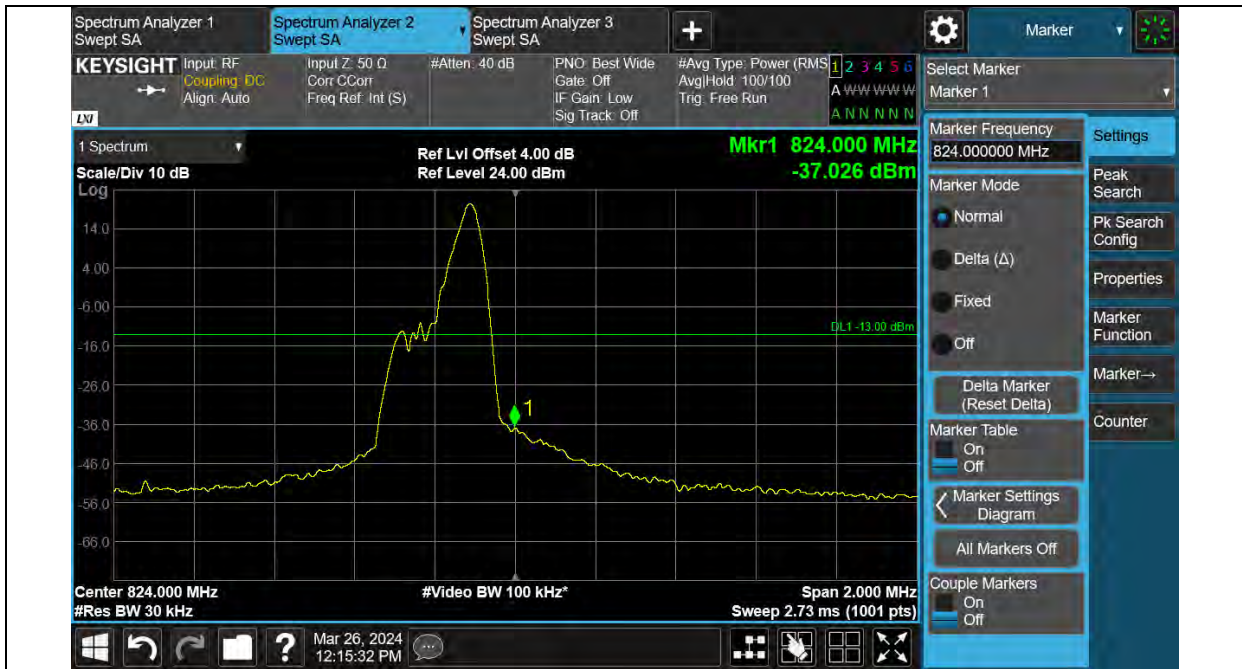 Spectrum Analyzer 1
Swept SA
Spectrum Analyzer 2
Swept SA
Spectrum Analyzer 3
Swept SA
Marker
KEYSIGHT
LXI
Input: RF
Coupling: DC
Align: Auto
Input Z: 50 Ω
Corr CCorr
Freq Ref: Int (S)
#Atten: 40 dB
PNO: Best Wide
Gate: Off
IF Gain: Low
Sig Track: Off
#Avg Type: Power (RMS
Avg|Hold: 100/100
Trig: Free Run
1 2 3 4 5 6
A W W W W W
A N N N N N
Select Marker
Marker 1
1 Spectrum
Scale/Div 10 dB
Log
Ref Lvl Offset 4.00 dB
Ref Level 24.00 dBm
Mkr1 824.000 MHz
-37.026 dBm
14.0
4.00
-6.00
-16.0
-26.0
-36.0
-46.0
-56.0
-66.0
DL1 -13.00 dBm
1
Center 824.000 MHz
#Res BW 30 kHz
#Video BW 100 kHz*
Span 2.000 MHz
Sweep 2.73 ms (1001 pts)
Marker Frequency
824.000000 MHz
Marker Mode
Normal
Delta (Δ)
Fixed
Off
Delta Marker
(Reset Delta)
Marker Table
On
Off
Marker Settings
Diagram
All Markers Off
Couple Markers
On
Off
Settings
Peak
Search
Pk Search
Config
Properties
Marker
Function
Marker→
Counter
?
Mar 26, 2024
12:15:32 PM